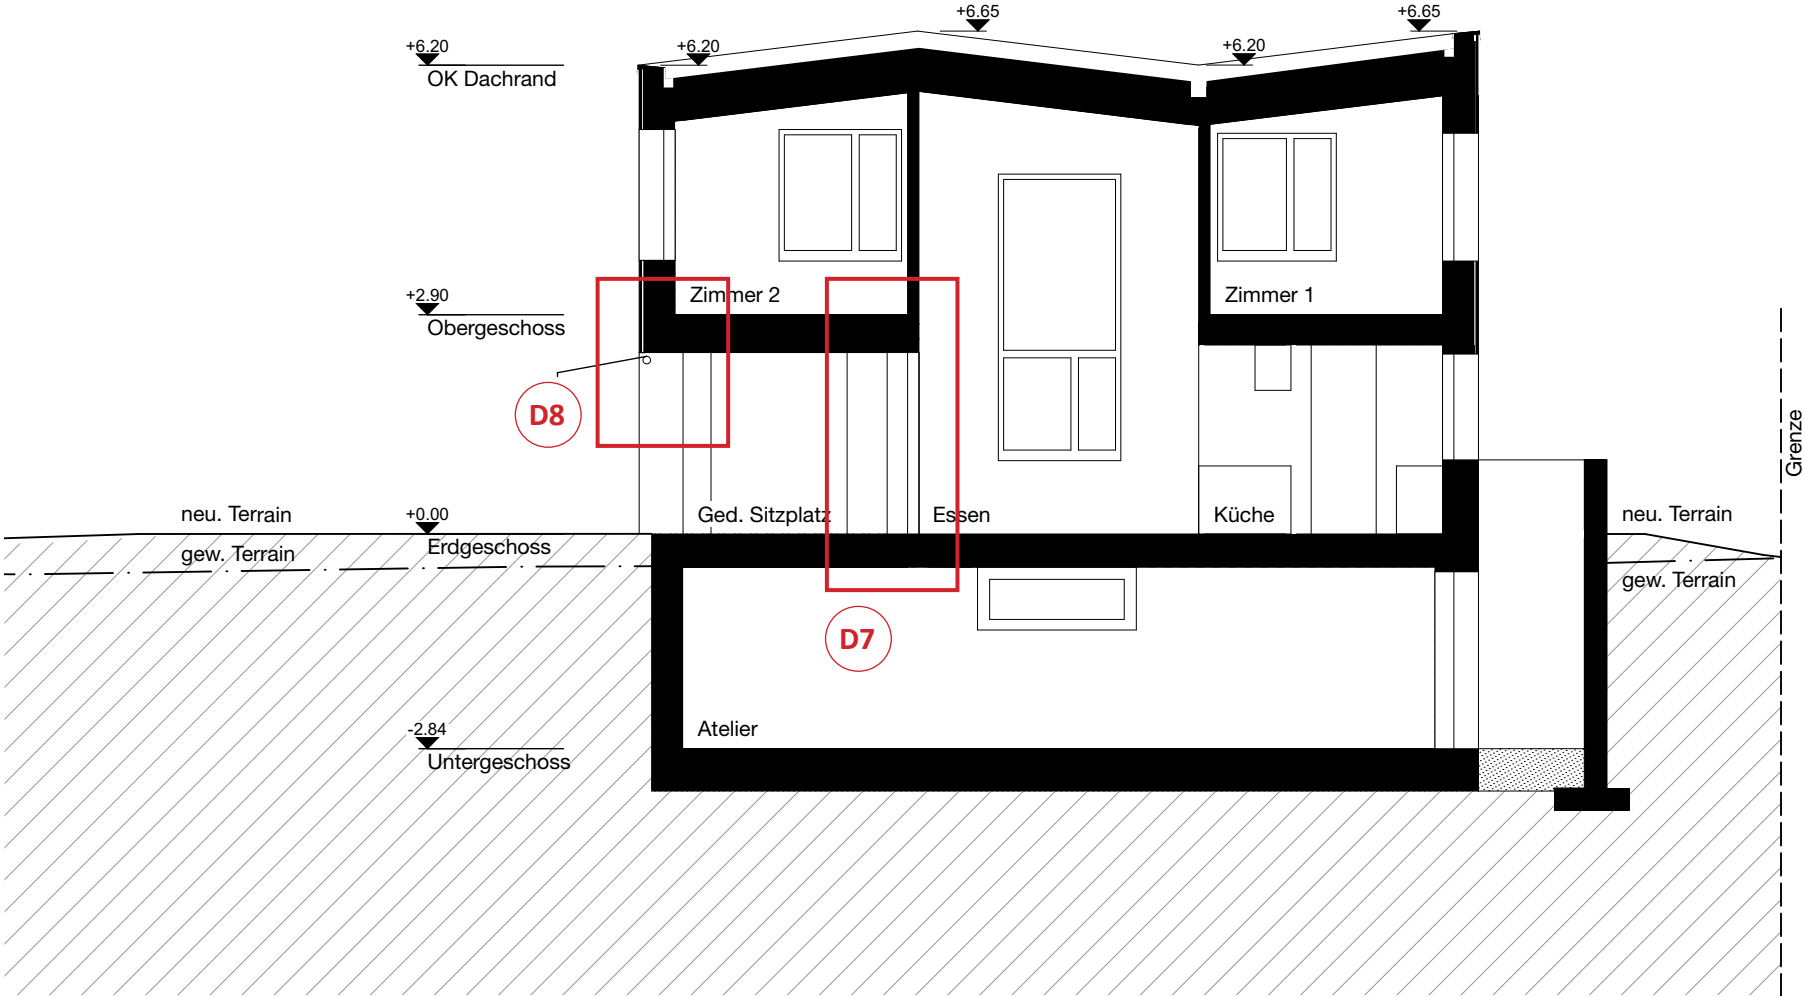 +6.65
+6.65
+6.20
+6.20
+6.20
OK Dachrand
+2.90
Obergeschoss
Zimmer 2
Zimmer 1
D8
Grenze
neu. Terrain
+0.00
Ged. Sitzplatz
Essen
Küche
neu. Terrain
gew. Terrain
Erdgeschoss
gew. Terrain
D7
-2.84
Untergeschoss
Atelier